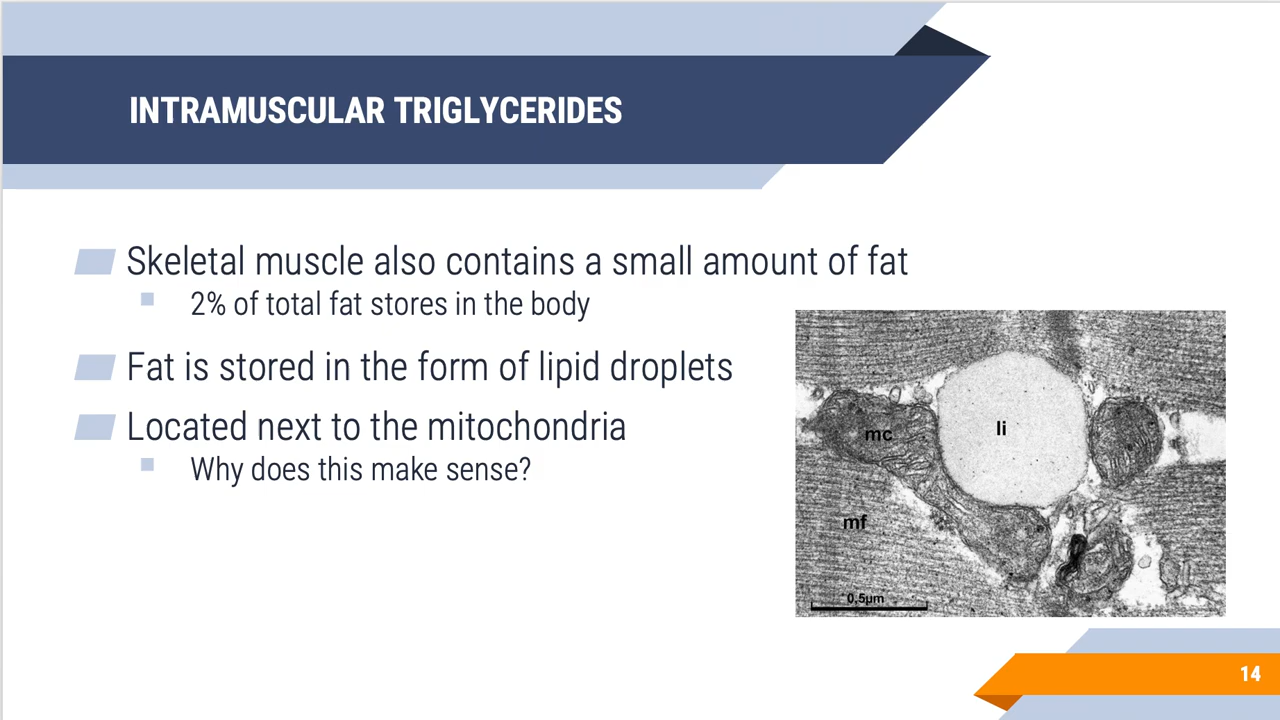 INTRAMUSCULAR TRIGLYCERIDES
Skeletal muscle also contains a small amount of fat
2% of total fat stores in the body
Fat is stored in the form of lipid droplets
Located next to the mitochondria
Why does this make sense?
mc
li
mf
0,5µm
14